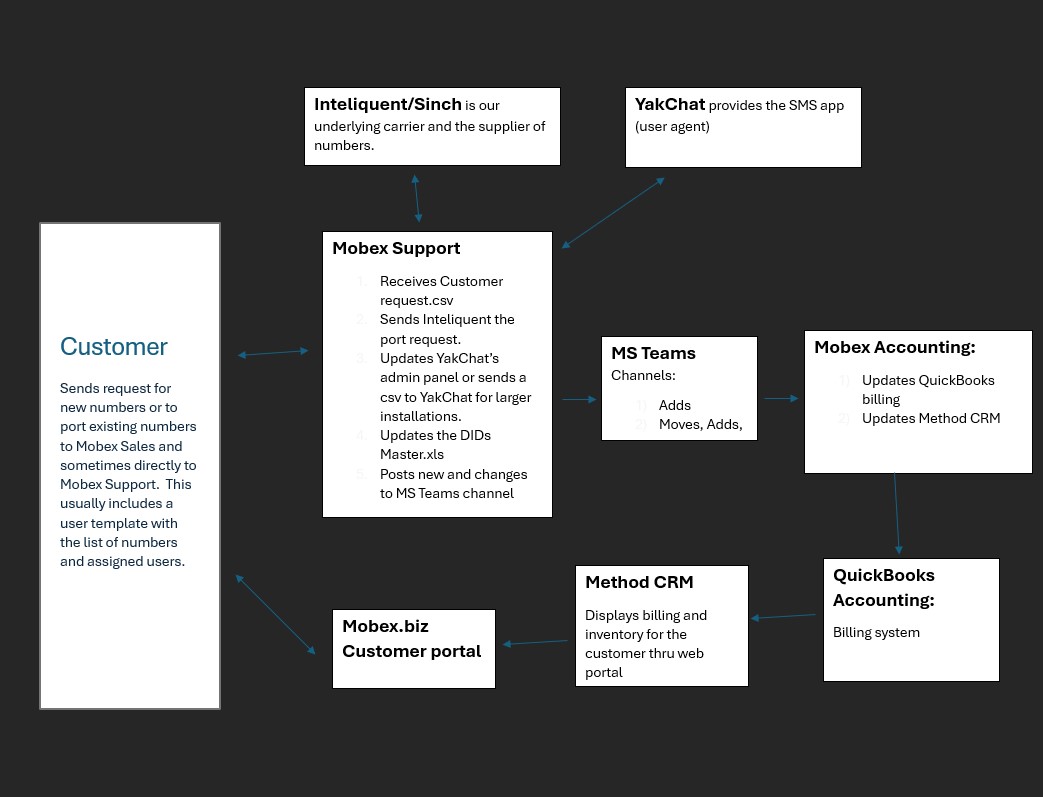 Inteliquent/Sinch is our
underlying carrier and the supplier of
numbers.
YakChat provides the SMS app
(user agent)
Customer
Sends request for
new numbers or to
port existing numbers
to Mobex Sales and
sometimes directly to
Mobex Support.  This
usually includes a
user template with
the list of numbers
and assigned users.
Mobex Support
1. Receives Customer
request.csv
2. Sends Inteliquent the
port request.
3. Updates YakChat’s
admin panel or sends a
csv to YakChat for larger
installations.
4. Updates the DIDs
Master.xls
5. Posts new and changes
to MS Teams channel
MS Teams
Channels:
1) Adds
2) Moves, Adds,
Mobex Accounting:
1) Updates QuickBooks
billing
2) Updates Method CRM
QuickBooks
Accounting:
Billing system
Method CRM
Displays billing and
inventory for the
customer thru web
portal
Mobex.biz
Customer portal